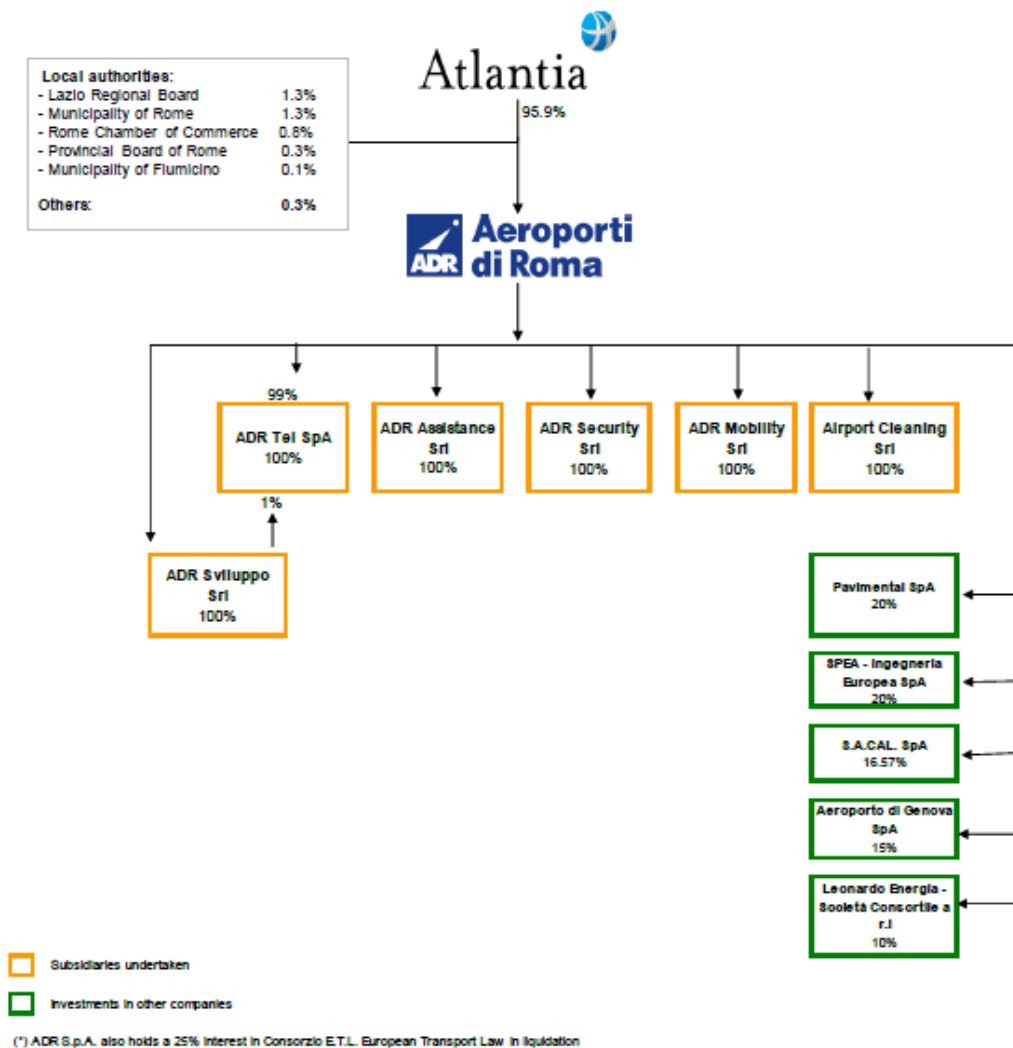 Atlantia
95.9%
Local authorities:
- Lazio Regional Board 1.3%
- Municipality of Rome 1.3%
- Rome Chamber of Commerce 0.8%
- Provincial Board of Rome 0.3%
- Municipality of Fiumicino 0.1%
Others: 0.3%
ADR
Aeroporti
di Roma
99%
ADR Tel SpA
100%
1%
ADR Assistance
Srl
100%
ADR Security
Srl
100%
ADR Mobility
Srl
100%
Airport Cleaning
Srl
100%
ADR Sviluppo
Srl
100%
Pavimental SpA
20%
SPEA - Ingegneria
Europea SpA
20%
S.A.CAL. SpA
16.57%
Aeroporto di Genova
SpA
15%
Leonardo Energia -
Società Consortile a
r.l
10%
Subsidiaries undertaken
Investments in other companies
(*) ADR S.p.A. also holds a 25% interest in Consorzio E.T.L. European Transport Law in liquidation